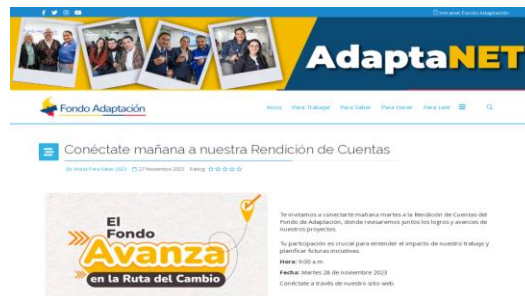 Intranet Fondo Adaptación
AdaptaNET
Fondo Adaptación
Inicio Para Trabajar Para Saber Para Hacer Para Leer
Conéctate mañana a nuestra Rendición de Cuentas
Para Saber 2023 27 Noviembre 2023 Rating:
El
Fondo
Avanza
en la Ruta del Cambio
Te invitamos a conectarte mañana martes a la Rendición de Cuentas del
Fondo de Adaptación, donde revisaremos juntos los logros y avances de
nuestros proyectos.
Tu participación es crucial para entender el impacto de nuestro trabajo y
planificar futuras iniciativas.
Hora: 9:00 a.m.
Fecha: Martes 28 de noviembre 2023
Conéctate a través de nuestro sitio web.